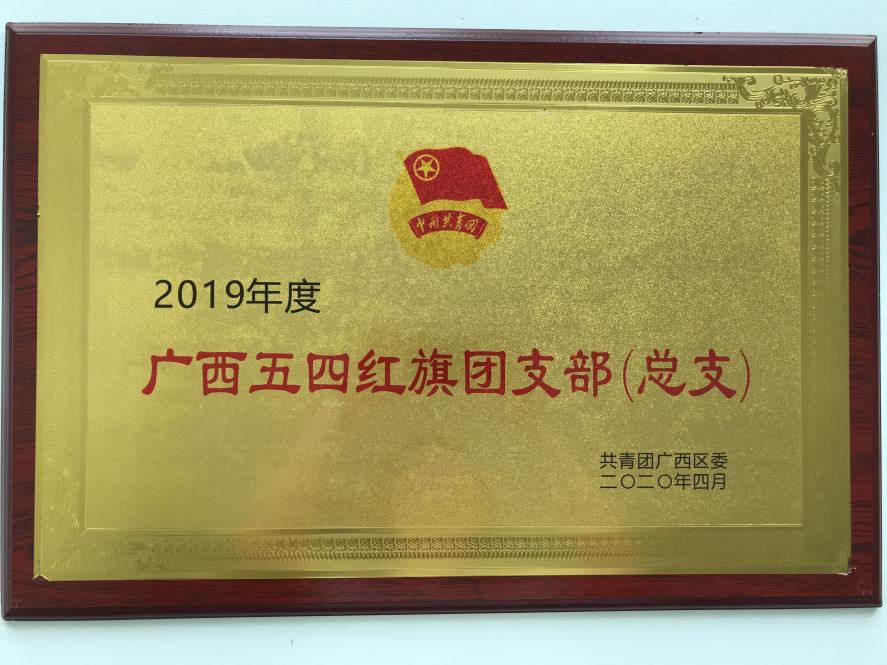 中国共青团
2019年度
广西五四红旗团支部(总支)
共青团广西区委
二〇二〇年四月